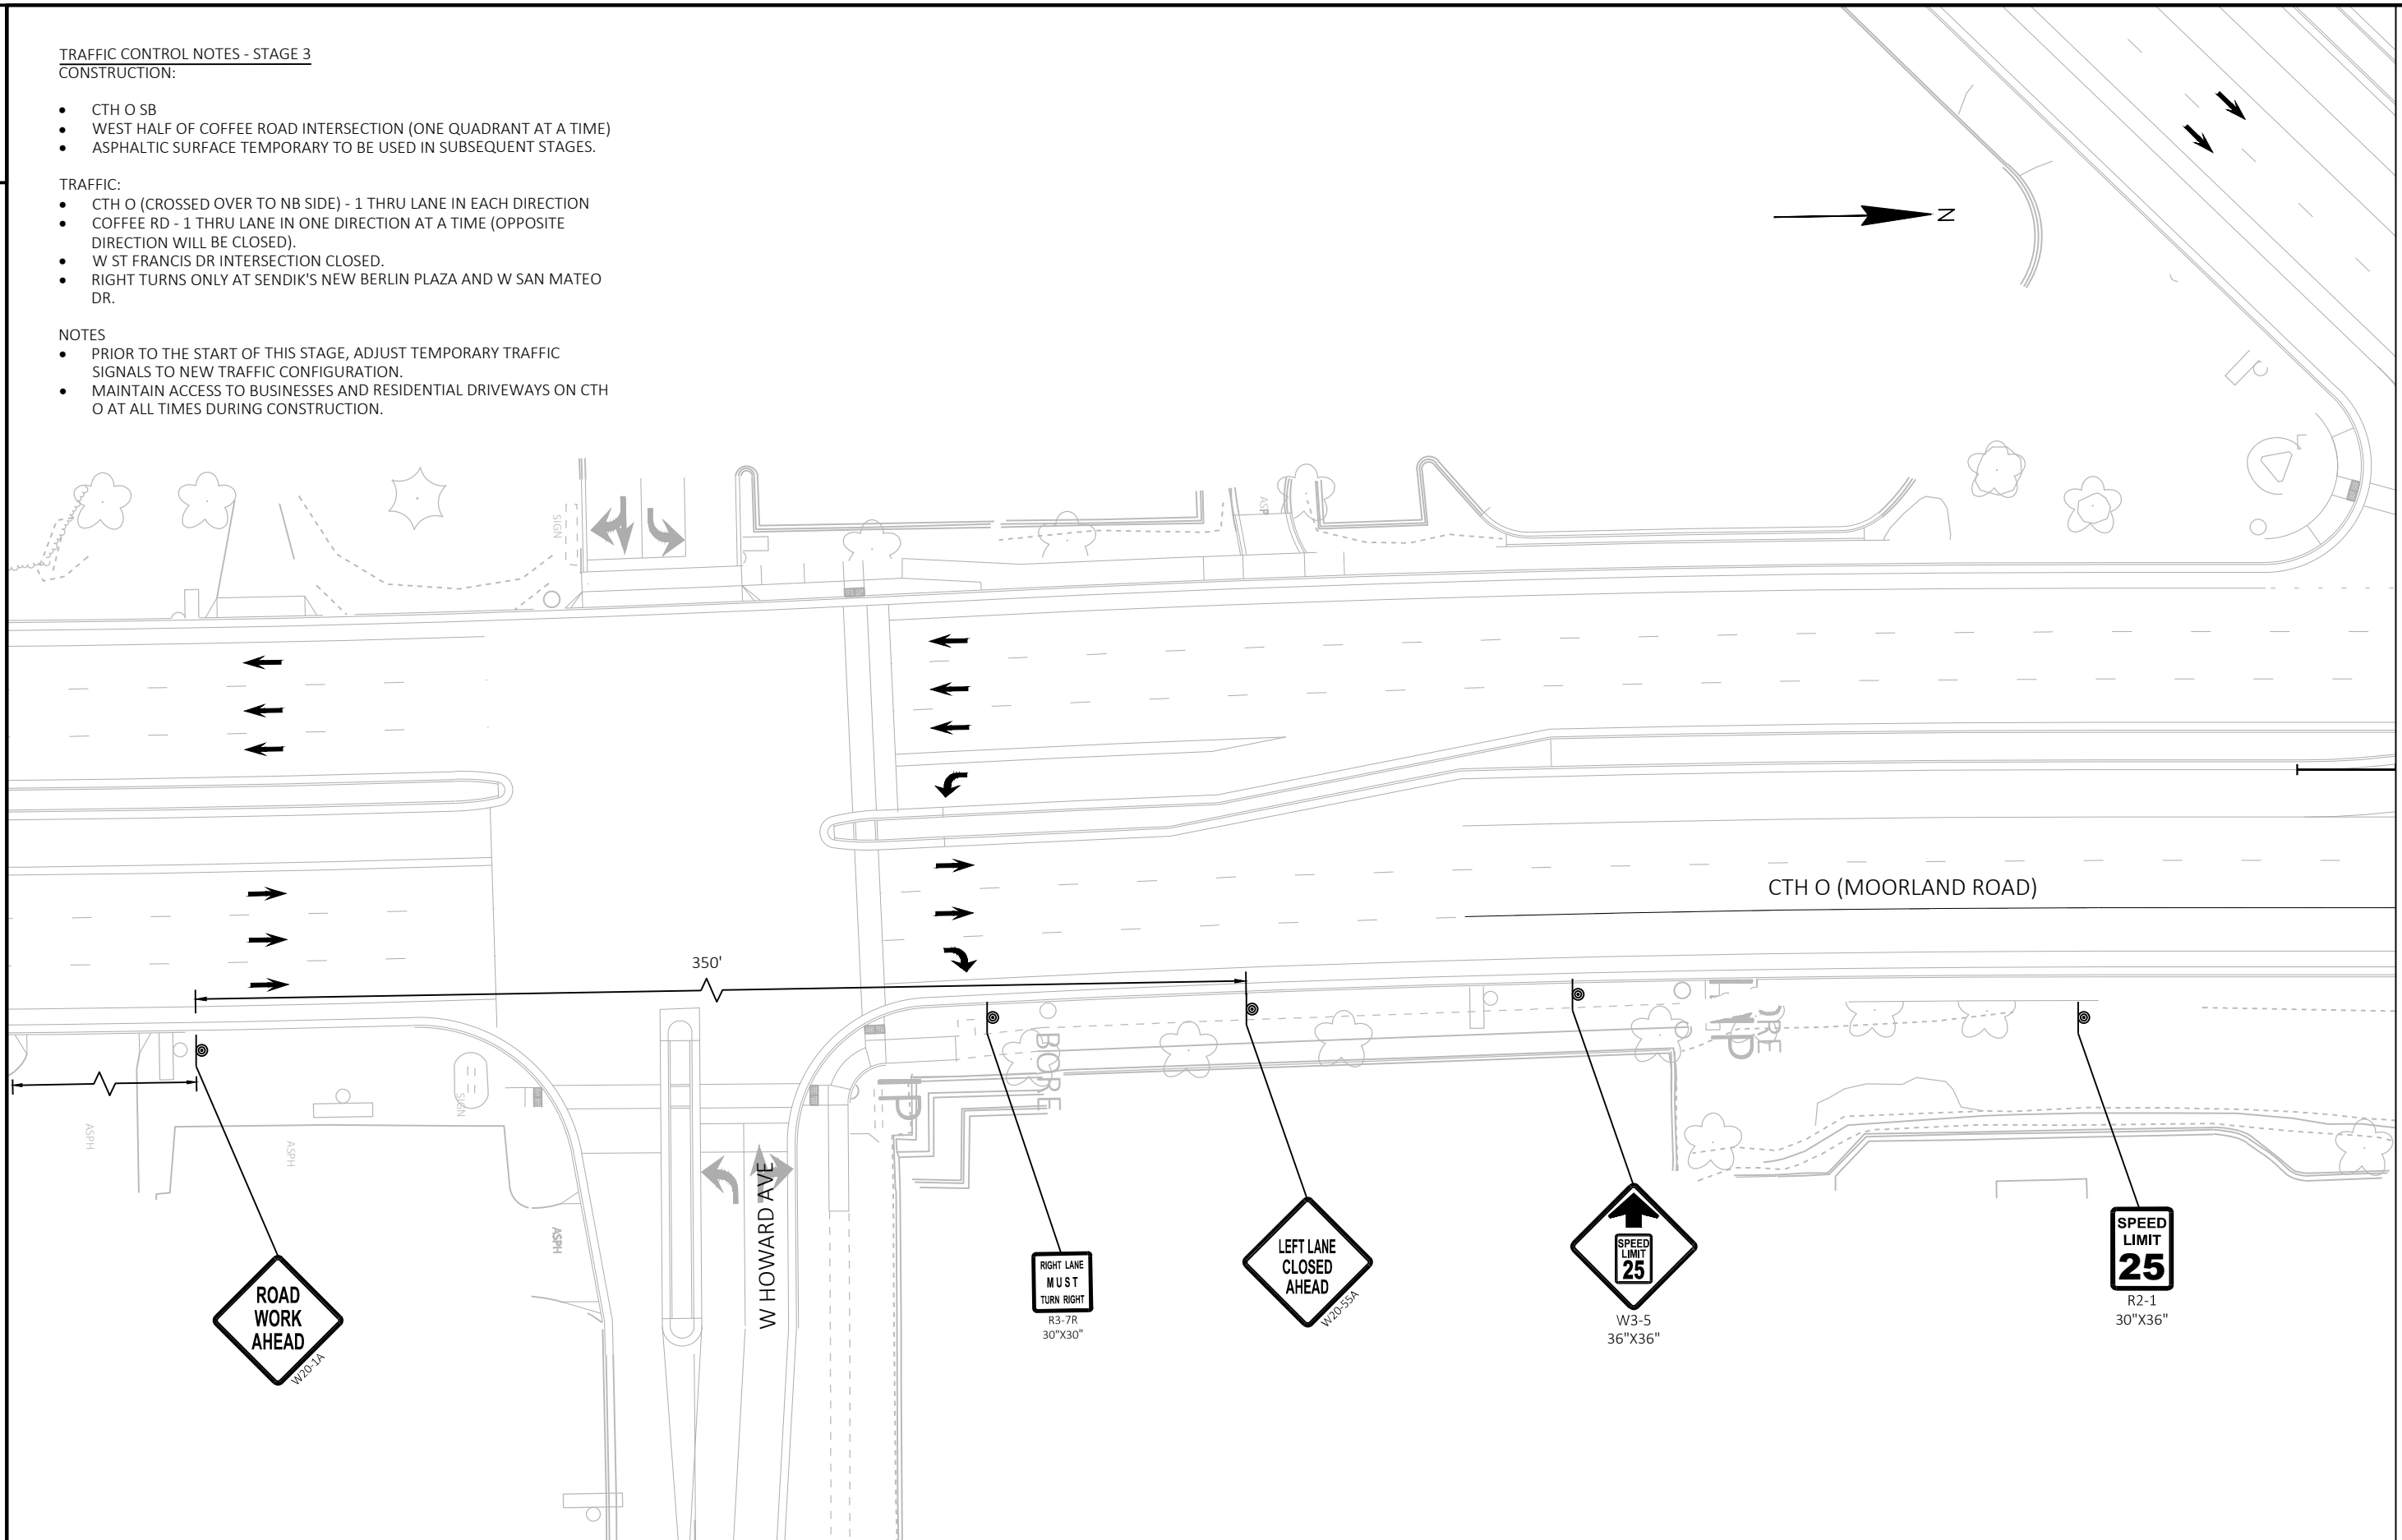 TRAFFIC CONTROL NOTES - STAGE 3
CONSTRUCTION:
• CTH O SB
• WEST HALF OF COFFEE ROAD INTERSECTION (ONE QUADRANT AT A TIME)
• ASPHALTIC SURFACE TEMPORARY TO BE USED IN SUBSEQUENT STAGES.
TRAFFIC:
• CTH O (CROSSED OVER TO NB SIDE) - 1 THRU LANE IN EACH DIRECTION
• COFFEE RD - 1 THRU LANE IN ONE DIRECTION AT A TIME (OPPOSITE
DIRECTION WILL BE CLOSED).
• W ST FRANCIS DR INTERSECTION CLOSED.
• RIGHT TURNS ONLY AT SENDIK'S NEW BERLIN PLAZA AND W SAN MATEO
DR.
NOTES
• PRIOR TO THE START OF THIS STAGE, ADJUST TEMPORARY TRAFFIC
SIGNALS TO NEW TRAFFIC CONFIGURATION.
• MAINTAIN ACCESS TO BUSINESSES AND RESIDENTIAL DRIVEWAYS ON CTH
O AT ALL TIMES DURING CONSTRUCTION.
N
SIGN
ASP
CTH O (MOORLAND ROAD)
350'
ASPH
ASPH
SIGN
ASPH
W HOWARD AVE
ROAD
WORK
AHEAD
W20-1A
RIGHT LANE
MUST
TURN RIGHT
R3-7R
30"X30"
LEFT LANE
CLOSED
AHEAD
W20-55A
SPEED
LIMIT
25
W3-5
36"X36"
SPEED
LIMIT
25
R2-1
30"X36"